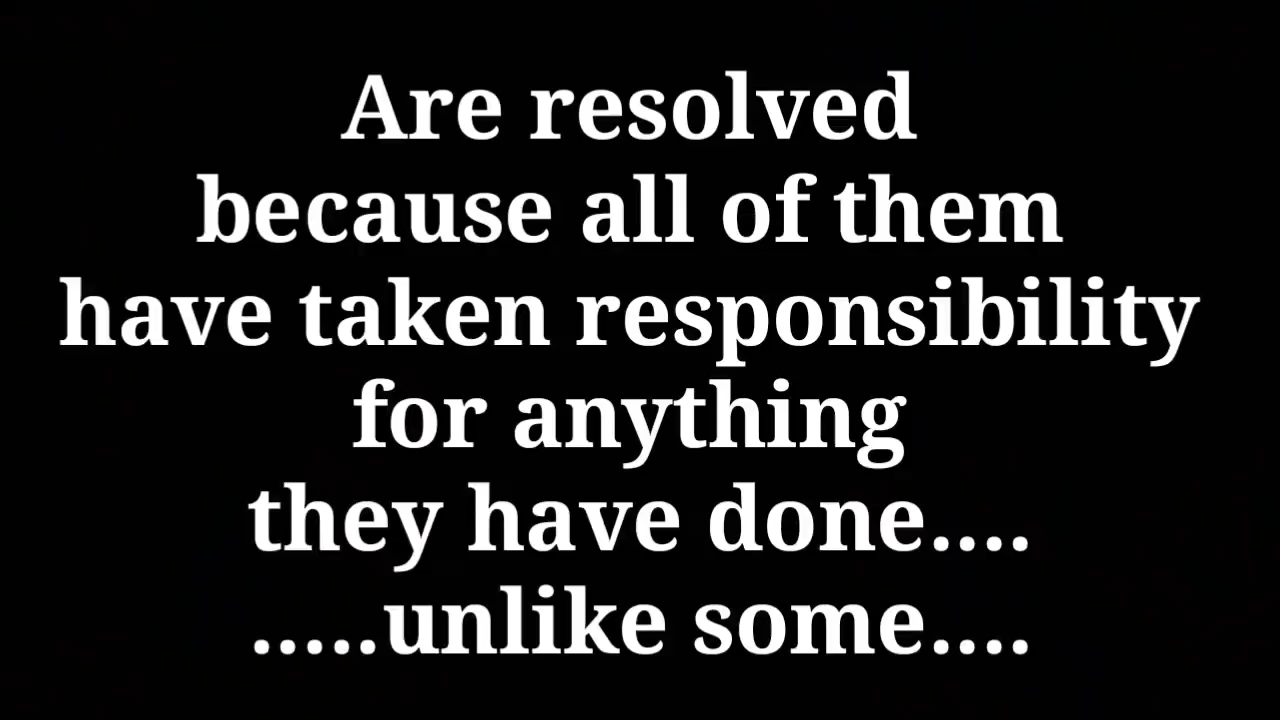 Are resolved
because all of them
have taken responsibility
for anything
they have done....
.....unlike some....